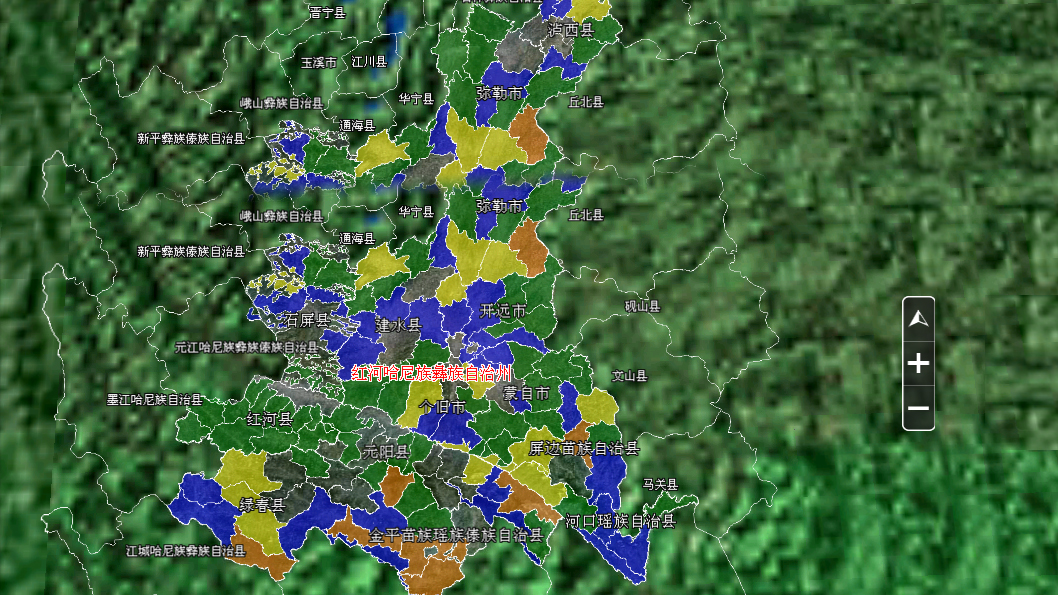 晋宁县
泸西县
玉溪市
江川县
弥勒市
华宁县
丘北县
峨山彝族自治县
通海县
新平彝族傣族自治县
弥勒市
华宁县
丘北县
峨山彝族自治县
通海县
新平彝族傣族自治县
砚山县
开远市
石屏县
建水县
元江哈尼族彝族傣族自治县
红河哈尼族彝族自治州
文山县
蒙自市
墨江哈尼族自治县
个旧市
红河县
屏边苗族自治县
元阳县
马关县
绿春县
河口瑶族自治县
金平苗族瑶族傣族自治县
江城哈尼族彝族自治县